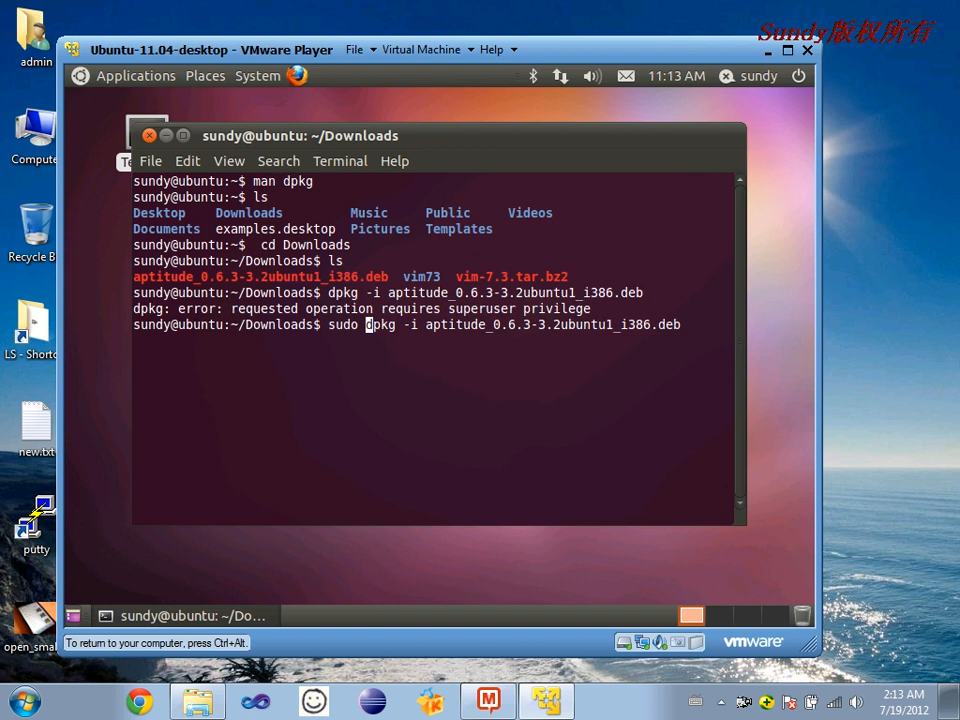 Sundy版权所有
admin
Ubuntu-11.04-desktop - VMware Player File Virtual Machine Help
Applications Places System 11:13 AM sundy
Compute
sundy@ubuntu: ~/Downloads
Te
File Edit View Search Terminal Help
sundy@ubuntu:~$ man dpkg
sundy@ubuntu:~$ ls
Desktop Downloads Music Public Videos
Documents examples.desktop Pictures Templates
sundy@ubuntu:~$ cd Downloads
sundy@ubuntu:~/Downloads$ ls
aptitude_0.6.3-3.2ubuntu1_i386.deb vim73 vim-7.3.tar.bz2
sundy@ubuntu:~/Downloads$ dpkg -i aptitude_0.6.3-3.2ubuntu1_i386.deb
dpkg: error: requested operation requires superuser privilege
sundy@ubuntu:~/Downloads$ sudo dpkg -i aptitude_0.6.3-3.2ubuntu1_i386.deb
Recycle B
LS - Shorto
new.txt
putty
open_smal
sundy@ubuntu: ~/Do...
To return to your computer, press Ctrl+Alt.
vmware
2:13 AM
7/19/2012